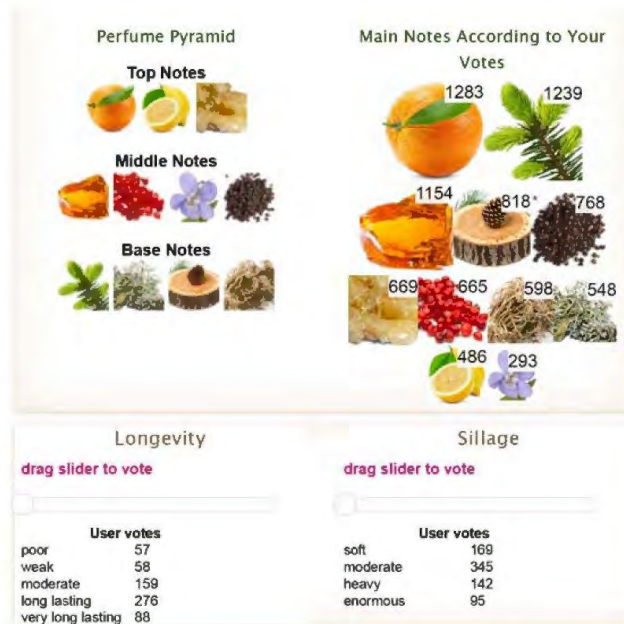 Perfume Pyramid
Top Notes
Middle Notes
Base Notes
Main Notes According to Your
Votes
1283 1239
1154 818 768
669 665 598 548
486 293
Longevity
drag slider to vote
User votes
poor 57
weak 58
moderate 159
long lasting 276
very long lasting 88
Sillage
drag slider to vote
User votes
soft 169
moderate 345
heavy 142
enormous 95